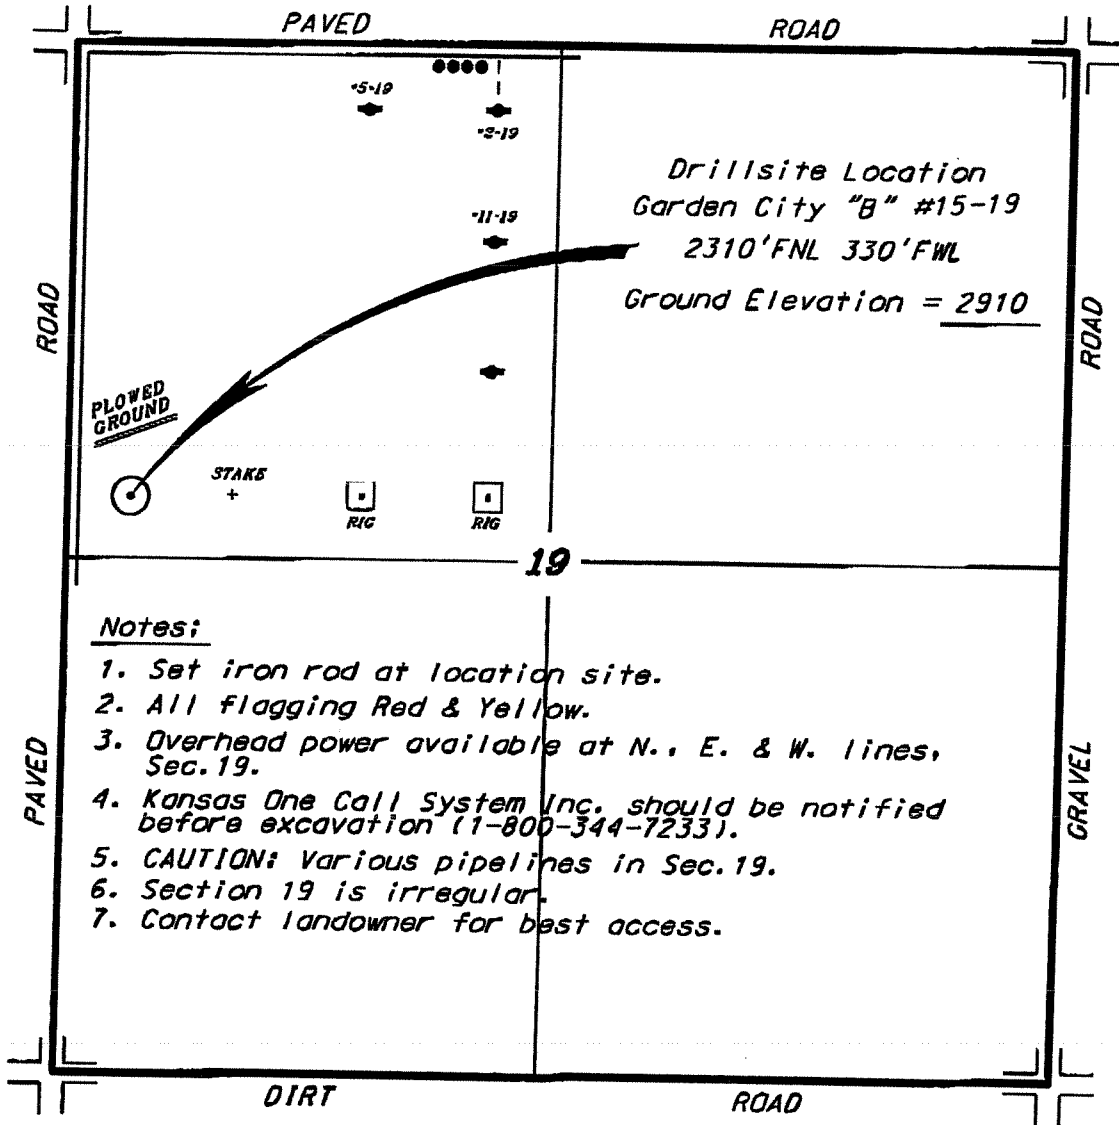 PAVED ROAD
*5-19
*2-19
Drillsite Location
Garden City "B" #15-19
*11-19
2310'FNL 330'FWL
Ground Elevation = 2910
ROAD
ROAD
PLOWED
GROUND
STAKE
+
RIG
RIG
19
Notes:
1. Set iron rod at location site.
2. All flagging Red & Yellow.
3. Overhead power available at N., E. & W. lines,
Sec.19.
PAVED
GRAVEL
4. Kansas One Call System Inc. should be notified
before excavation (1-800-344-7233).
5. CAUTION: Various pipelines in Sec.19.
6. Section 19 is irregular.
7. Contact landowner for best access.
DIRT ROAD